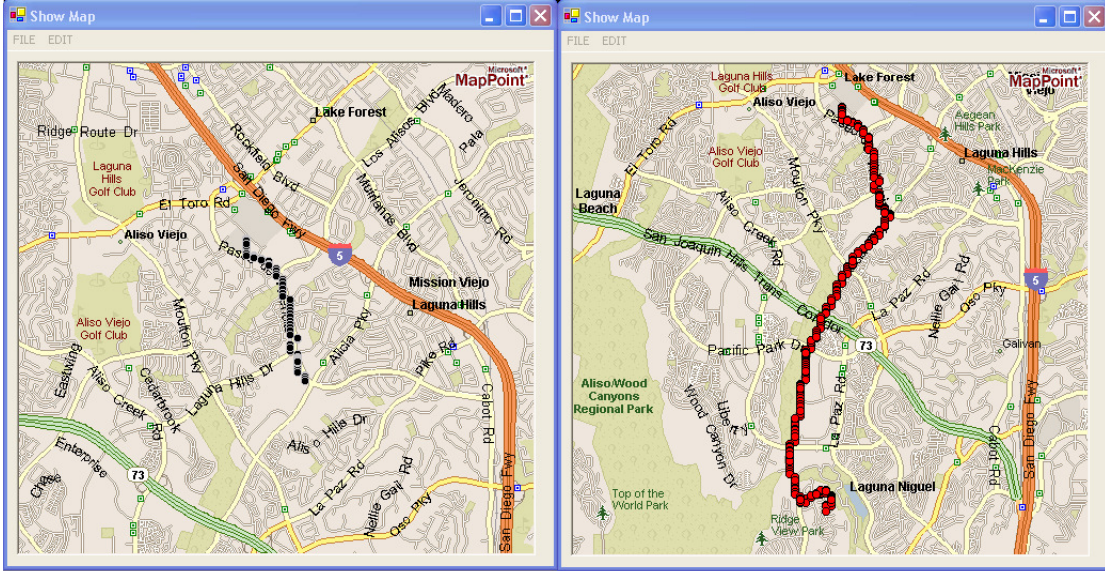 Show Map
FILE EDIT
Microsoft
MapPoint
Lake Forest
Madero
Los Alisos Blvd
Pala
Ridge Route Dr
Rockfield Blvd
Laguna
Hills
Golf Club
San Diego Fwy
Muirlands Blvd
Jeronimo Rd
El Toro Rd
Aliso Viejo
5
Mission Viejo
Laguna Hills
Aliso Viejo
Golf Club
Moulton Pky
Alicia Pky
Eastwing
Aliso Creek Rd
Cedarbrook
Laguna Hills Dr
Cabot Rd
Enterprise
73
Alis Hills Dr
La Paz Rd
Nellie Gail Rd
Oso Pky
San Diego Fwy
Show Map
FILE EDIT
Laguna Hills
Golf Club
Lake Forest
Microsoft
MapPoint
Viejo
Aliso Viejo
Aegean
Hills Park
El Toro Rd
Aliso Viejo
Golf Club
Laguna Hills
MacKenzie
Park
Laguna
Beach
Moulton Pky
Aliso Creek Rd
San Joaquin Hills Trans Corridor
La Paz Rd
Nellie Gail Rd
Oso Pky
5
Pacific Park Dr
73
Galivan
Aliso/Wood
Canyons
Regional Park
Wood Canyon Dr
La Paz Rd
San Diego Fwy
Cabot Rd
Top of the
World Park
Laguna Niguel
Ridge
View Park